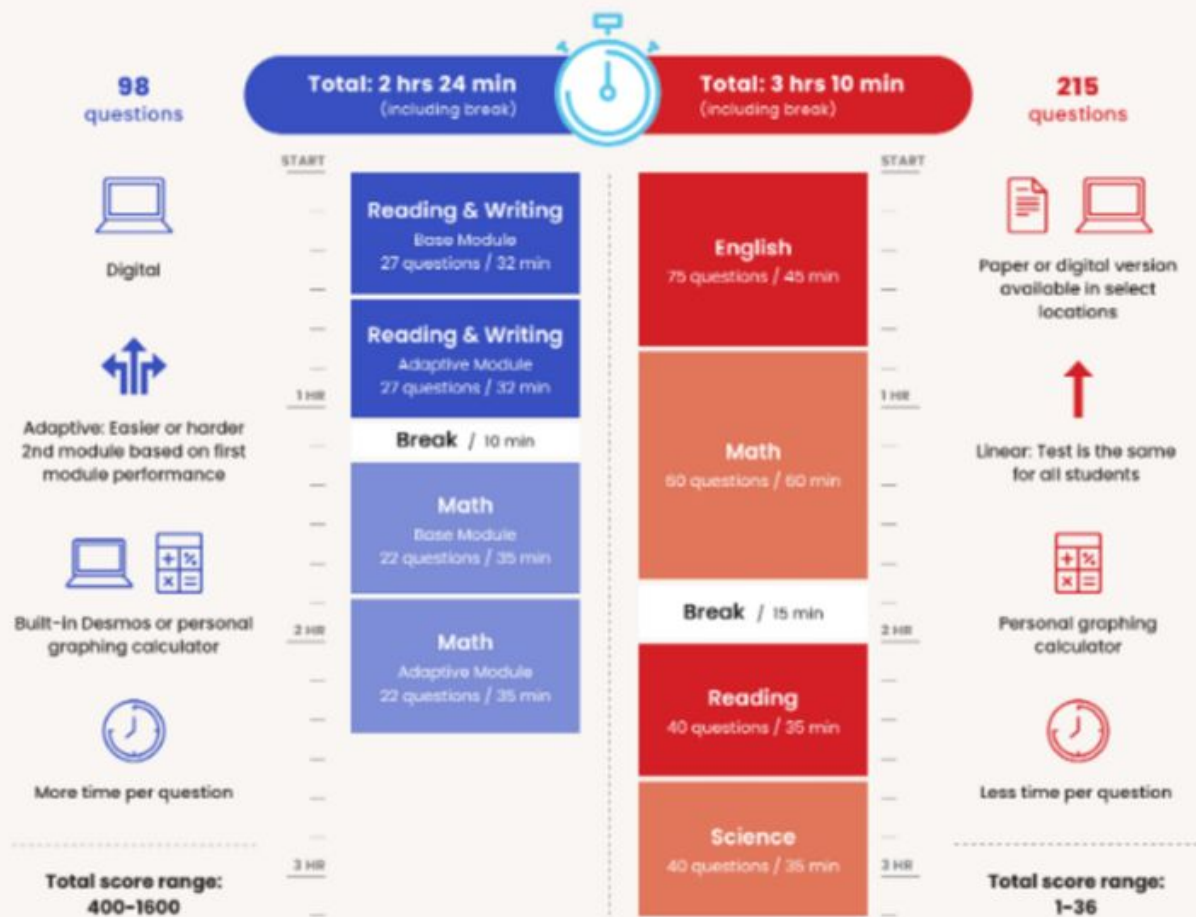 98
questions
Total: 2 hrs 24 min
(including break)
Total: 3 hrs 10 min
(including break)
215
questions
START
Digital
Adaptive: Easier or harder
2nd module based on first
module performance
Built-in Desmos or personal
graphing calculator
More time per question
Total score range:
400-1600
1 HR
2 HR
3 HR
Reading & Writing
Base Module
27 questions / 32 min
Reading & Writing
Adaptive Module
27 questions / 32 min
Break / 10 min
Math
Base Module
22 questions / 35 min
Math
Adaptive Module
22 questions / 35 min
English
75 questions / 45 min
Math
60 questions / 60 min
Break / 15 min
Reading
40 questions / 35 min
Science
40 questions / 35 min
START
1 HR
2 HR
3 HR
Paper or digital version
available in select
locations
Linear: Test is the same
for all students
Personal graphing
calculator
Less time per question
Total score range:
1-36